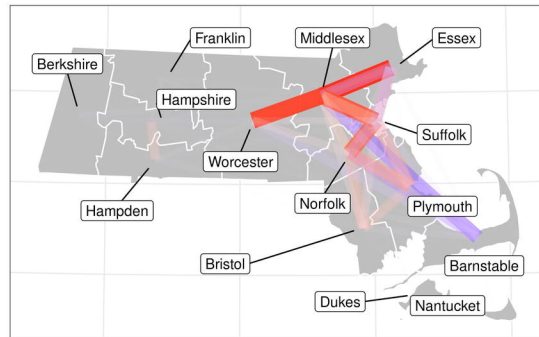 Franklin
Middlesex
Essex
Berkshire
Hampshire
Suffolk
Worcester
Norfolk
Plymouth
Hampden
Bristol
Barnstable
Dukes
Nantucket